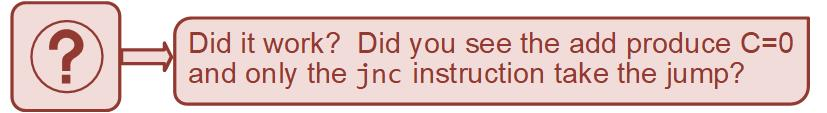 ?
Did it work?  Did you see the add produce C=0
and only the jnc instruction take the jump?